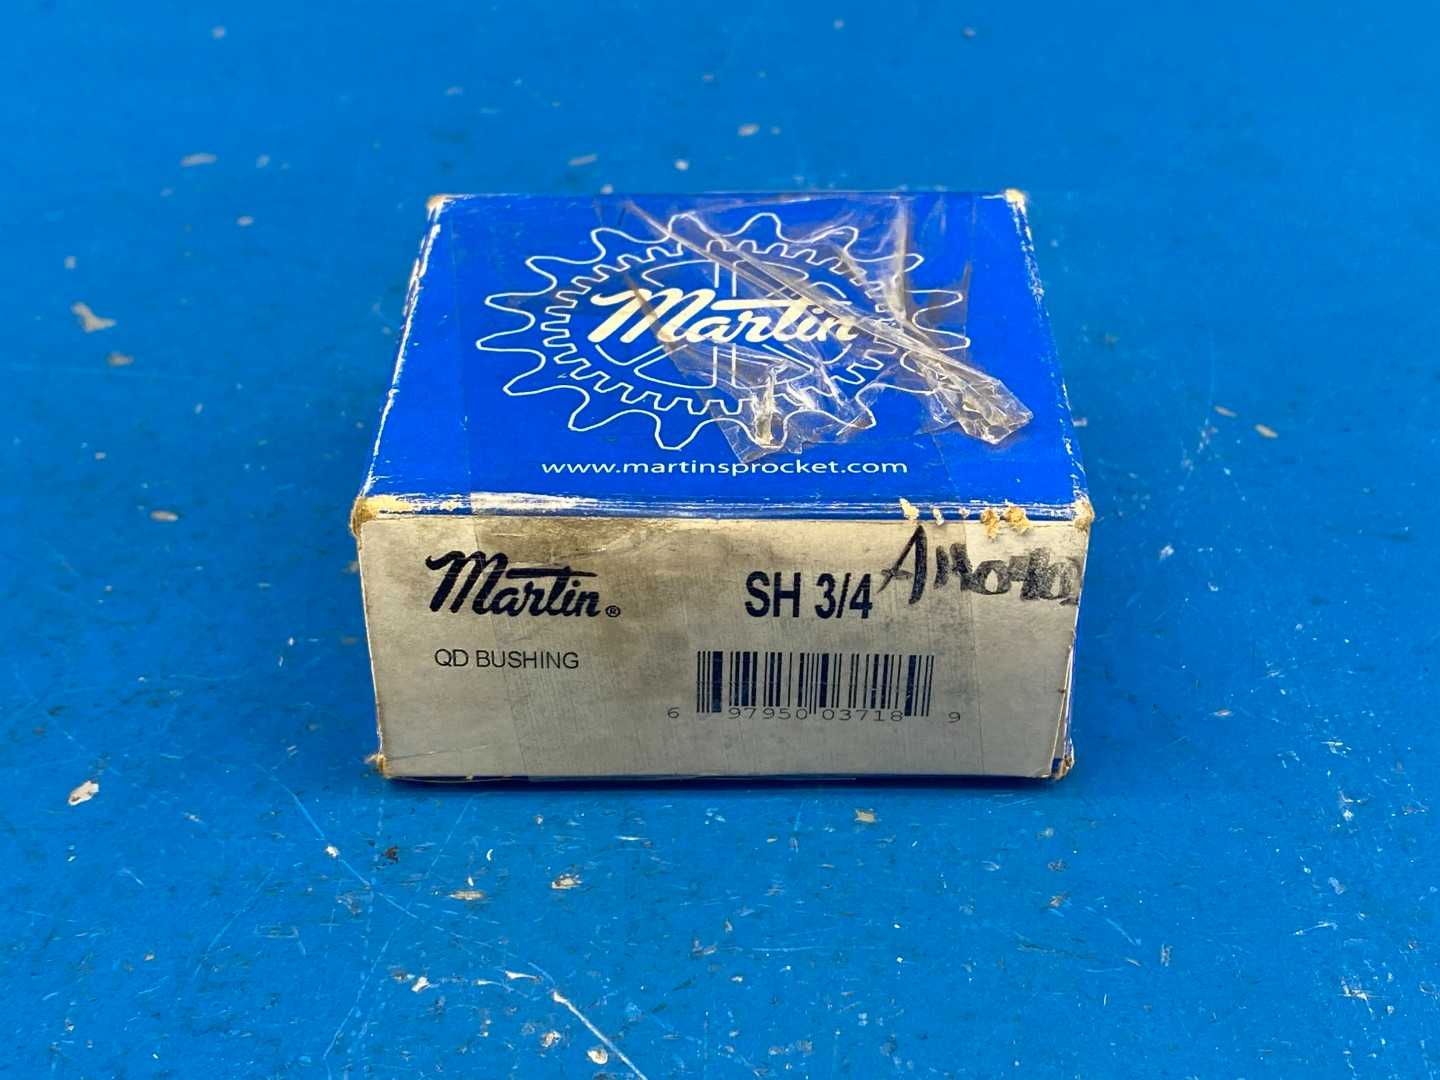 Martin
www.martinsprocket.com
Martin®
SH 3/4
QD BUSHING
6 97950 03718 9